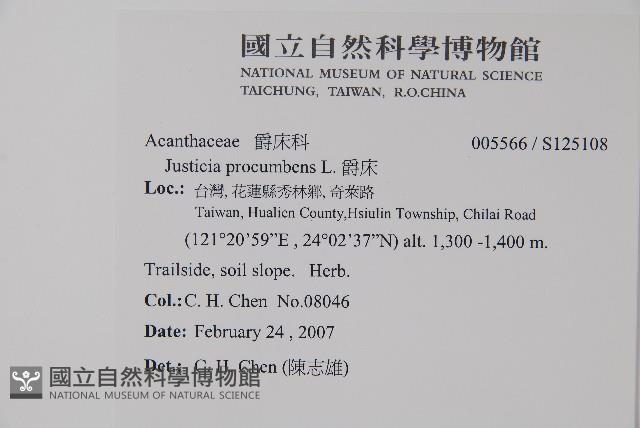 國立自然科學博物館
NATIONAL MUSEUM OF NATURAL SCIENCE
TAICHUNG, TAIWAN, R.O.CHINA
Acanthaceae 爵床科 005566 / S125108
Justicia procumbens L. 爵床
Loc.: 台灣, 花蓮縣秀林鄉, 奇萊路
Taiwan, Hualien County,Hsiulin Township, Chilai Road
(121°20'59”E , 24°02'37”N) alt. 1,300 -1,400 m.
Trailside, soil slope. Herb.
Col.: C. H. Chen No.08046
Date: February 24 , 2007
Det.: C. H. Chen (陳志雄)
國立自然科學博物館
NATIONAL MUSEUM OF NATURAL SCIENCE